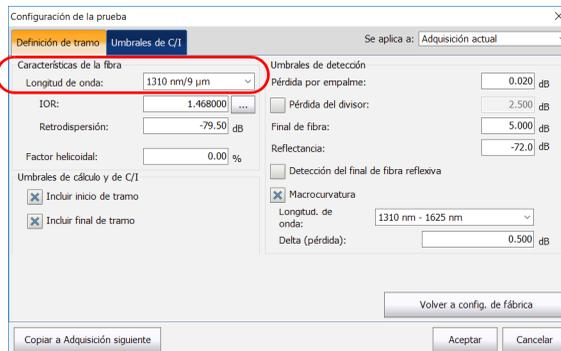 Configuración de la prueba
Definición de tramo Umbrales de C/I Se aplica a: Adquisición actual
Características de la fibra
Longitud de onda: 1310 nm/9 µm
IOR: 1.468000 ...
Retrodispersión: -79.50 dB
Factor helicoidal: 0.00 %
Umbrales de cálculo y de C/I
Incluir inicio de tramo
Incluir final de tramo
Umbrales de detección
Pérdida por empalme: 0.020 dB
Pérdida del divisor: 2.500 dB
Final de fibra: 5.000 dB
Reflectancia: -72.0 dB
Detección del final de fibra reflexiva
Macrocurvatura
Longitud. de
onda: 1310 nm - 1625 nm
Delta (pérdida): 0.500 dB
Volver a config. de fábrica
Copiar a Adquisición siguiente Aceptar Cancelar